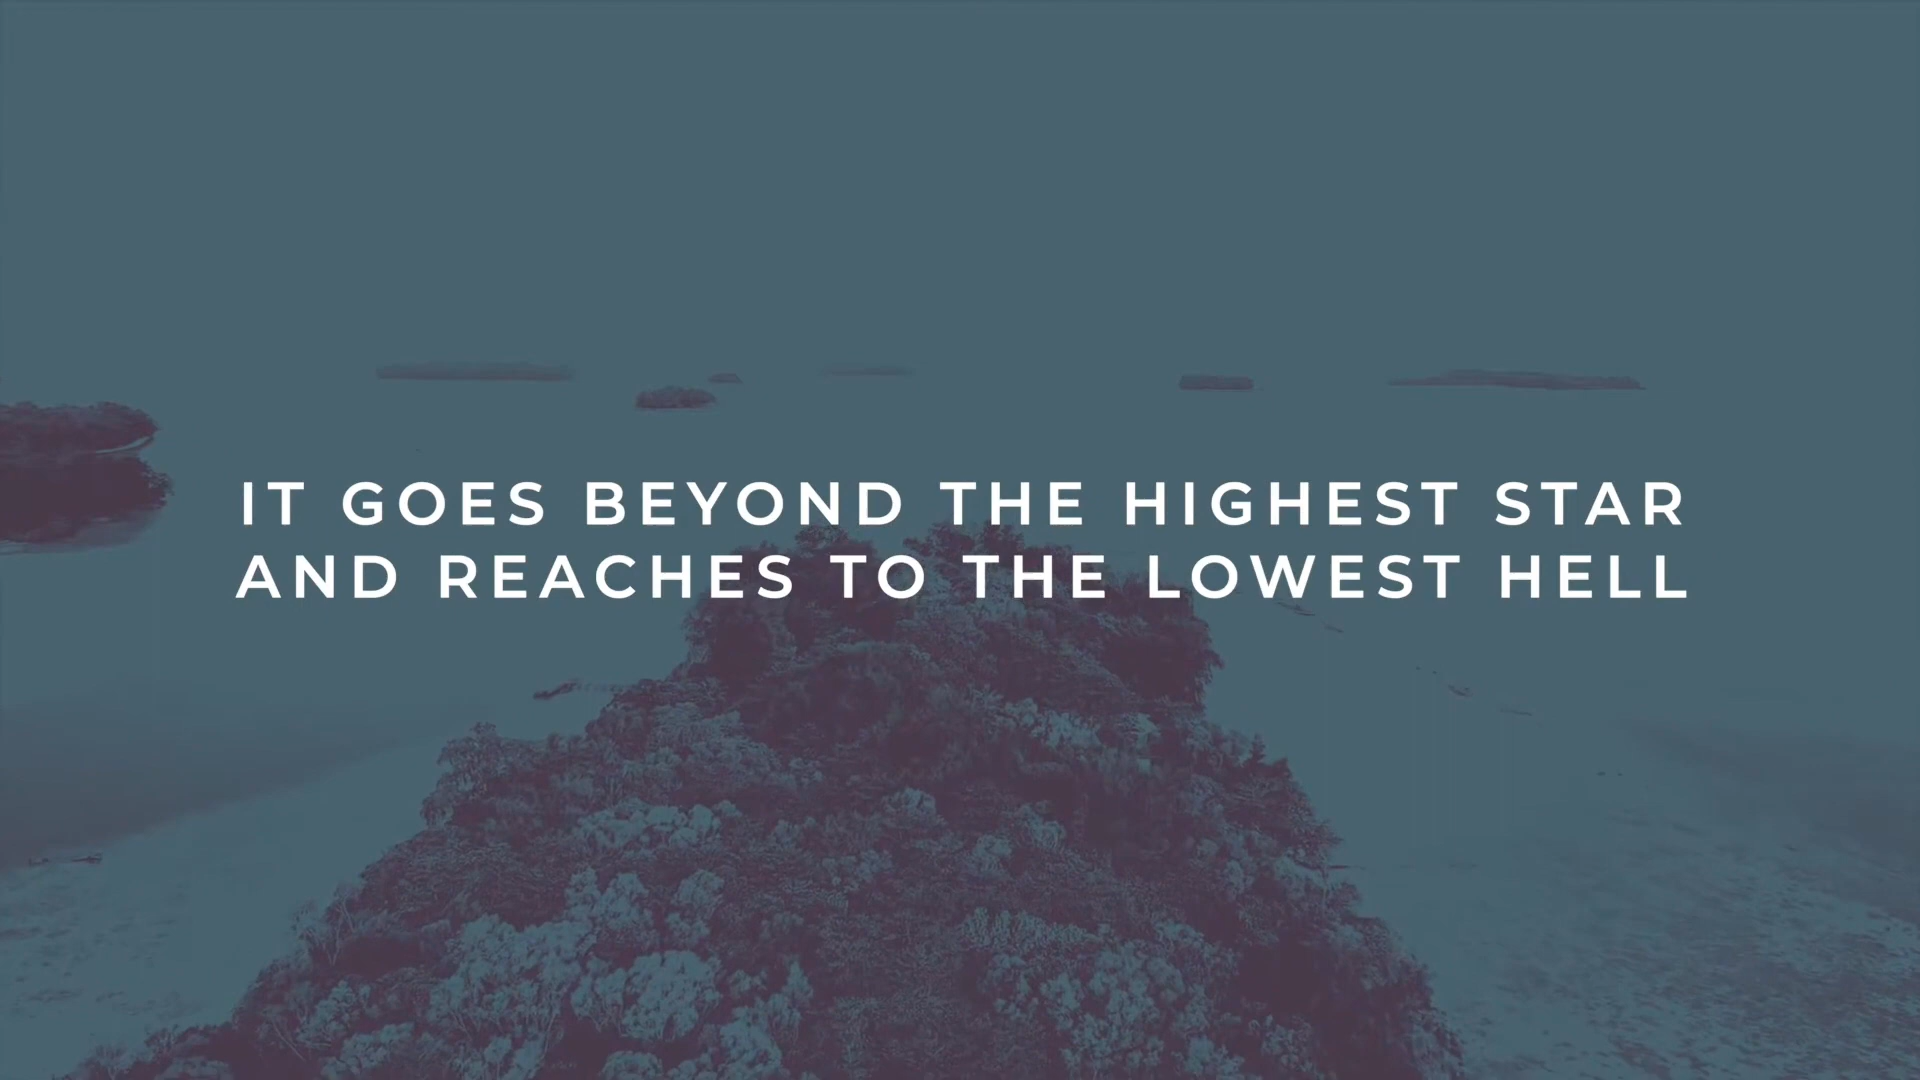 IT GOES BEYOND THE HIGHEST STAR
AND REACHES TO THE LOWEST HELL